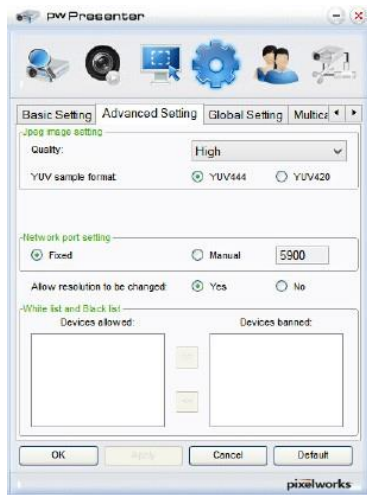 pwPresenter
Basic Setting Advanced Setting Global Setting Multica
Jpeg image setting
Quality: High
YUV sample format: YUV444 YUV420
Network port setting
Fixed Manual 5900
Allow resolution to be changed: Yes No
White list and Black list
Devices allowed: Devices banned:
OK Apply Cancel Default
pixelworks